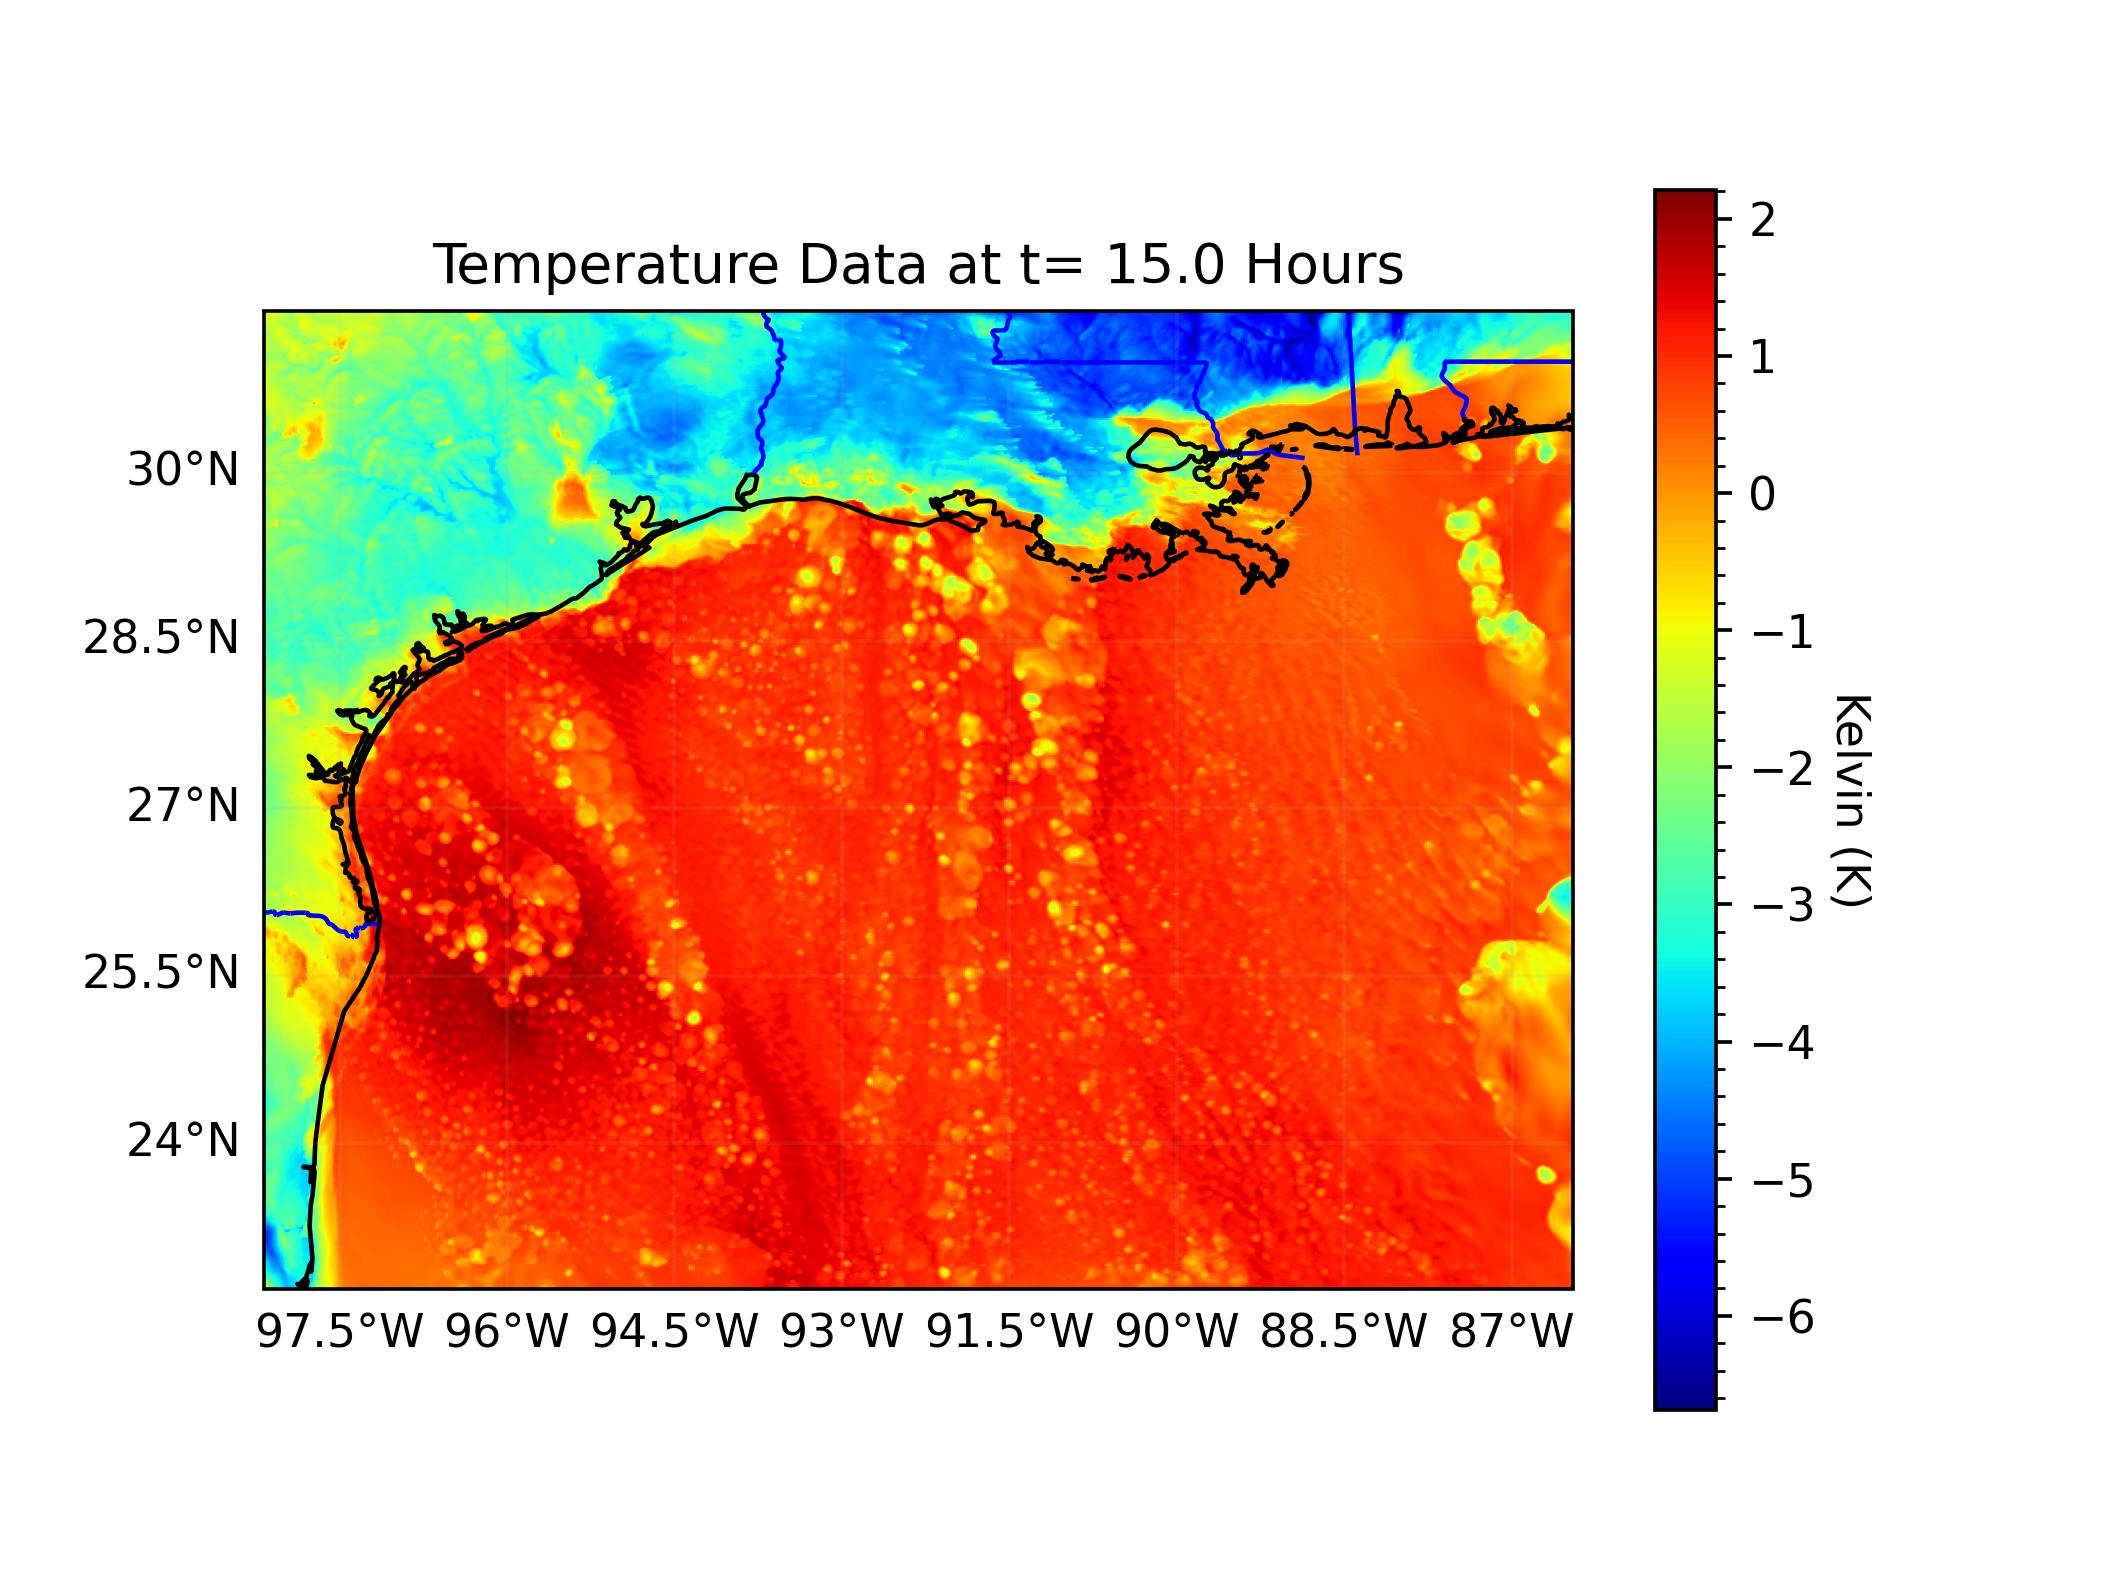 Temperature Data at t= 15.0 Hours
30°N
28.5°N
27°N
25.5°N
24°N
97.5°W 96°W 94.5°W 93°W 91.5°W 90°W 88.5°W 87°W
2
1
0
−1
−2
−3
−4
−5
−6
Kelvin (K)